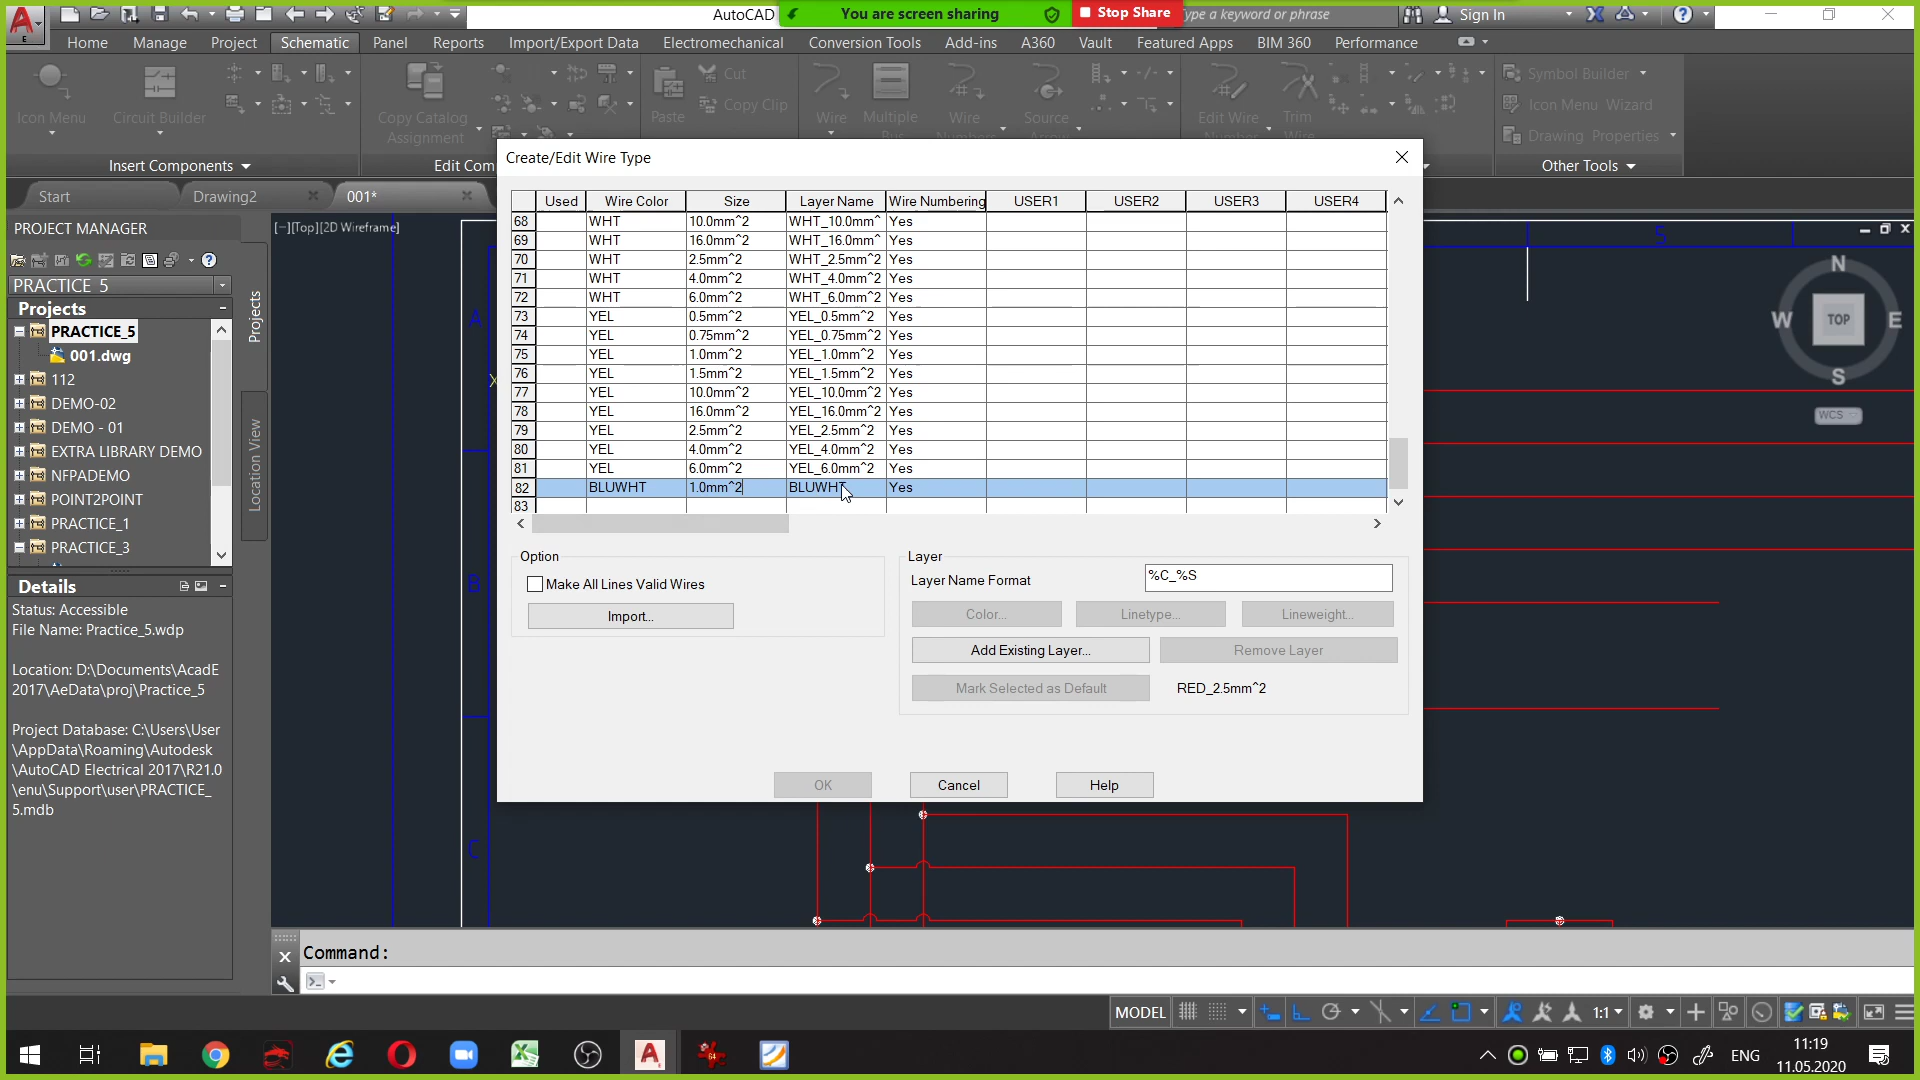 AutoCAD
You are screen sharing
Stop Share
Type a keyword or phrase
Sign In
Home Manage Project Schematic Panel Reports Import/Export Data Electromechanical Conversion Tools Add-ins A360 Vault Featured Apps BIM 360 Performance
Icon Menu
Circuit Builder
Copy Catalog
Assignment
Cut
Copy Clip
Paste
Wire
Multiple
Bus
Wire
Numbers
Source
Arrow
Edit Wire
Number
Trim
Wire
Symbol Builder
Icon Menu Wizard
Drawing Properties
Insert Components
Edit Com
Other Tools
Start
Drawing2
001*
PROJECT MANAGER
PRACTICE 5
Projects
PRACTICE_5
001.dwg
112
DEMO-02
DEMO - 01
EXTRA LIBRARY DEMO
NFPADEMO
POINT2POINT
PRACTICE_1
PRACTICE_3
Projects
Location View
Details
Status: Accessible
File Name: Practice_5.wdp
Location: D:\Documents\AcadE
2017\AeData\proj\Practice_5
Project Database: C:\Users\User
\AppData\Roaming\Autodesk
\AutoCAD Electrical 2017\R21.0
\enu\Support\user\PRACTICE_
5.mdb
[−][Top][2D Wireframe]
A
X
B
C
5
N
W TOP E
S
WCS
Create/Edit Wire Type
Used Wire Color Size Layer Name Wire Numbering USER1 USER2 USER3 USER4
68 WHT 10.0mm^2 WHT_10.0mm^ Yes
69 WHT 16.0mm^2 WHT_16.0mm^ Yes
70 WHT 2.5mm^2 WHT_2.5mm^2 Yes
71 WHT 4.0mm^2 WHT_4.0mm^2 Yes
72 WHT 6.0mm^2 WHT_6.0mm^2 Yes
73 YEL 0.5mm^2 YEL_0.5mm^2 Yes
74 YEL 0.75mm^2 YEL_0.75mm^2 Yes
75 YEL 1.0mm^2 YEL_1.0mm^2 Yes
76 YEL 1.5mm^2 YEL_1.5mm^2 Yes
77 YEL 10.0mm^2 YEL_10.0mm^2 Yes
78 YEL 16.0mm^2 YEL_16.0mm^2 Yes
79 YEL 2.5mm^2 YEL_2.5mm^2 Yes
80 YEL 4.0mm^2 YEL_4.0mm^2 Yes
81 YEL 6.0mm^2 YEL_6.0mm^2 Yes
82 BLUWHT 1.0mm^2 BLUWHT Yes
83
Option
Make All Lines Valid Wires
Import...
Layer
Layer Name Format %C_%S
Color... Linetype... Lineweight...
Add Existing Layer... Remove Layer
Mark Selected as Default RED_2.5mm^2
OK Cancel Help
Command:
MODEL
1:1
ENG
11:19
11.05.2020